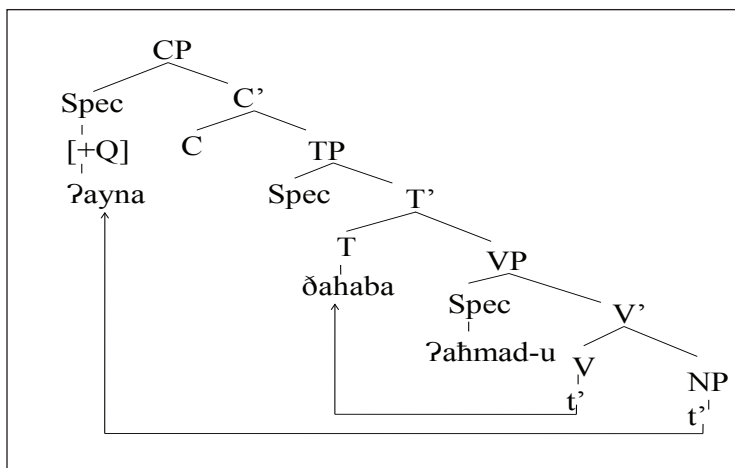 CP
Spec C’
[+Q] C TP
ʔayna Spec T’
T VP
ðahaba Spec V’
ʔaħmad-u V NP
t’ t’